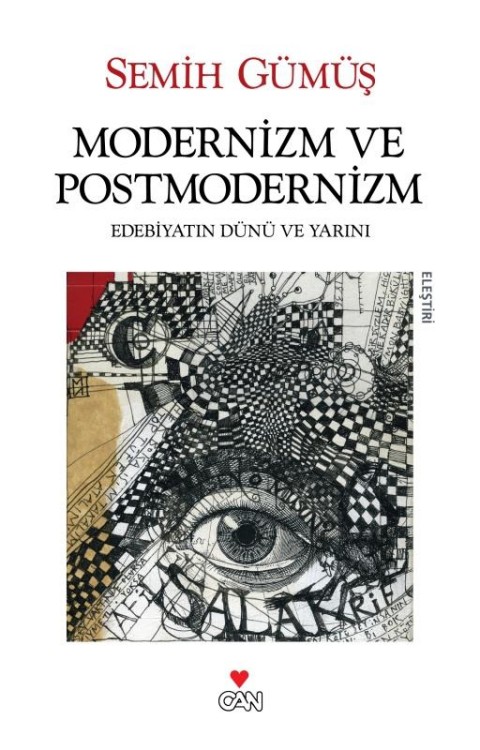 SEMİH GÜMÜŞ
MODERNİZM VE
POSTMODERNİZM
EDEBİYATIN DÜNÜ VE YARINI
ELEŞTİRİ
CAN